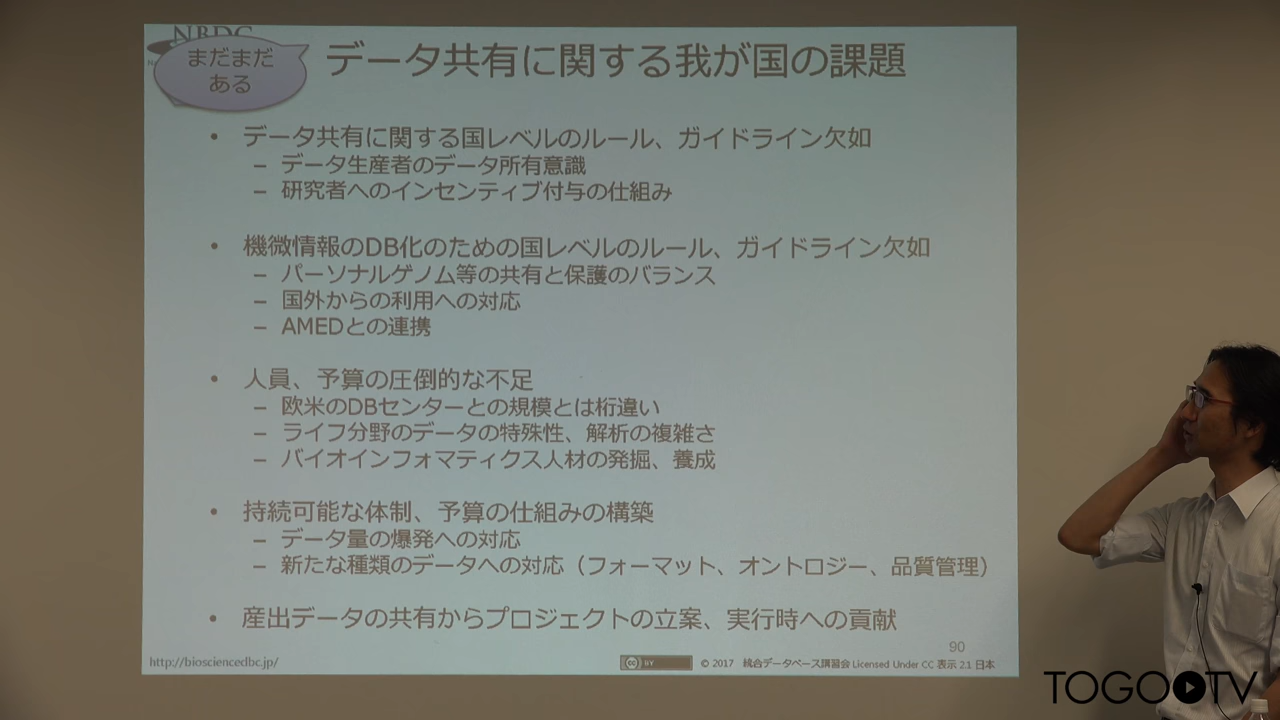 NBDC
まだまだ
ある
データ共有に関する我が国の課題
• データ共有に関する国レベルのルール、ガイドライン欠如
– データ生産者のデータ所有意識
– 研究者へのインセンティブ付与の仕組み
• 機微情報のDB化のための国レベルのルール、ガイドライン欠如
– パーソナルゲノム等の共有と保護のバランス
– 国外からの利用への対応
– AMEDとの連携
• 人員、予算の圧倒的な不足
– 欧米のDBセンターとの規模とは桁違い
– ライフ分野のデータの特殊性、解析の複雑さ
– バイオインフォマティクス人材の発掘、養成
• 持続可能な体制、予算の仕組みの構築
– データ量の爆発への対応
– 新たな種類のデータへの対応（フォーマット、オントロジー、品質管理）
• 産出データの共有からプロジェクトの立案、実行時への貢献
90
http://biosciencedbc.jp/
cc BY
© 2017 統合データベース講習会 Licensed Under CC 表示 2.1 日本
TOGO TV